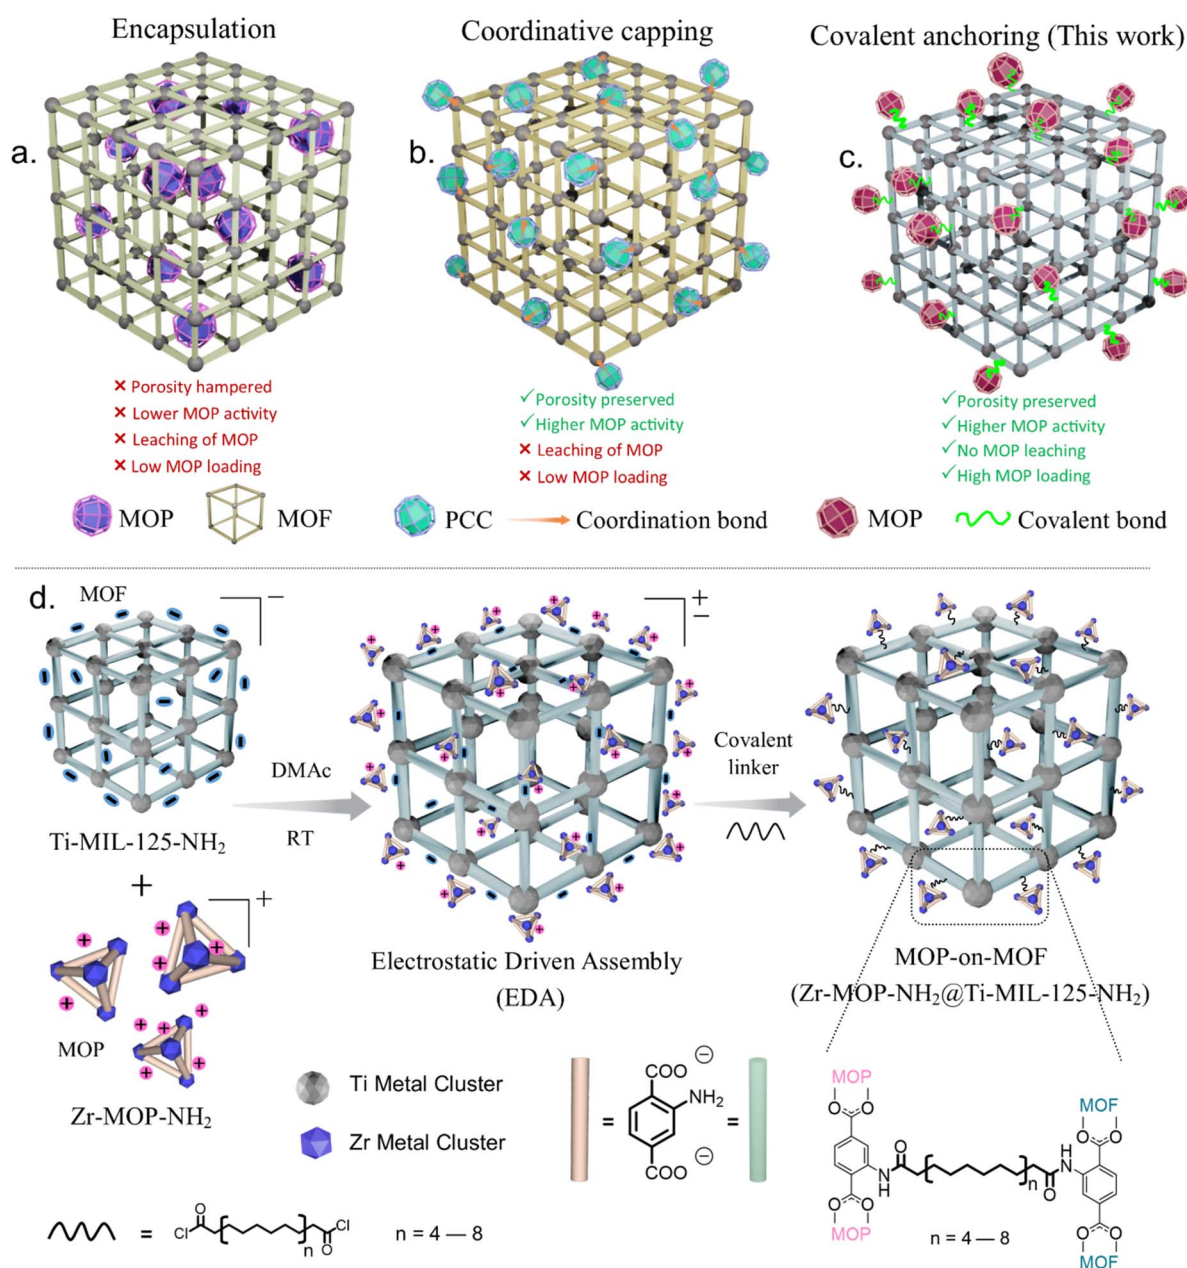 Encapsulation
Coordinative capping
Covalent anchoring (This work)
a.
b.
c.
× Porosity hampered
× Lower MOP activity
× Leaching of MOP
× Low MOP loading
✓Porosity preserved
✓Higher MOP activity
× Leaching of MOP
× Low MOP loading
✓Porosity preserved
✓Higher MOP activity
✓No MOP leaching
✓High MOP loading
MOP
MOF
PCC
Coordination bond
MOP
Covalent bond
d.
MOF
−
Ti-MIL-125-NH₂
+
+
MOP
Zr-MOP-NH₂
DMAc
RT
+
−
Electrostatic Driven Assembly
(EDA)
Covalent
linker
MOP-on-MOF
(Zr-MOP-NH₂@Ti-MIL-125-NH₂)
Ti Metal Cluster
Zr Metal Cluster
=
COO ⊖
NH₂
COO ⊖
=
MOP
O O
O
N
H
O O
MOP
n
O
H
N
MOF
O O
O O
MOF
n = 4 — 8
=
Cl
O
n
O
Cl
n = 4 — 8